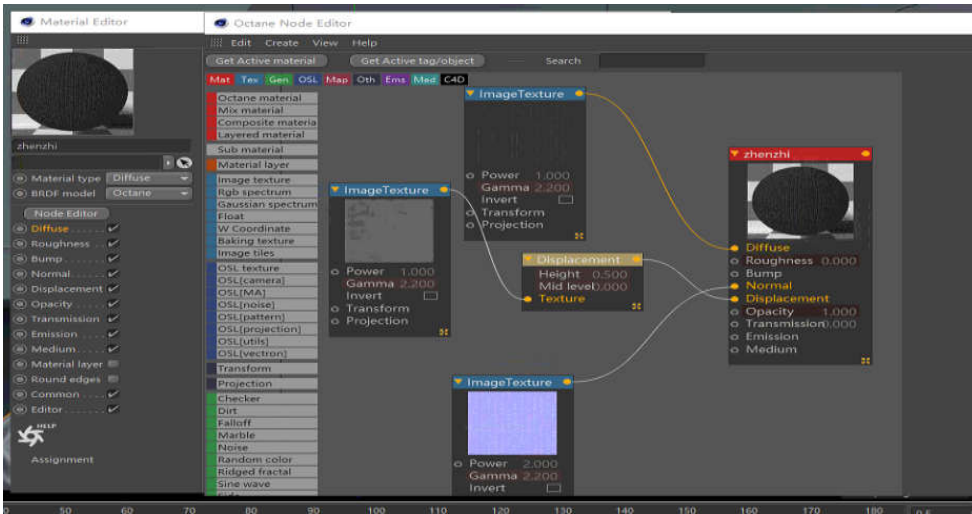 Material Editor
zhenzhi
Material type Diffuse
BRDF model Octane
Node Editor
Diffuse
Roughness
Bump
Normal
Displacement
Opacity
Transmission
Emission
Medium
Material layer
Round edges
Common
Editor
HELP
Assignment
Octane Node Editor
Edit Create View Help
Get Active material Get Active tag/object Search
Mat Tex Gen OSL Map Oth Ems Med C4D
Octane material
Mix material
Composite materia
Layered material
Sub material
Material layer
Image texture
Rgb spectrum
Gaussian spectrum
Float
W Coordinate
Baking texture
Image tiles
OSL texture
OSL[camera]
OSL[MA]
OSL[noise]
OSL[pattern]
OSL[projection]
OSL[utils]
OSL[vectron]
Transform
Projection
Checker
Dirt
Falloff
Marble
Noise
Random color
Ridged fractal
Sine wave
ImageTexture
Power 1.000
Gamma 2.200
Invert
Transform
Projection
ImageTexture
Power 1.000
Gamma 2.200
Invert
Transform
Projection
Displacement
Height 0.500
Mid level0.000
Texture
ImageTexture
Power 2.000
Gamma 2.200
Invert
zhenzhi
Diffuse
Roughness 0.000
Bump
Normal
Displacement
Opacity 1.000
Transmission0.000
Emission
Medium
50 60 70 80 90 100 110 120 130 140 150 160 170 180